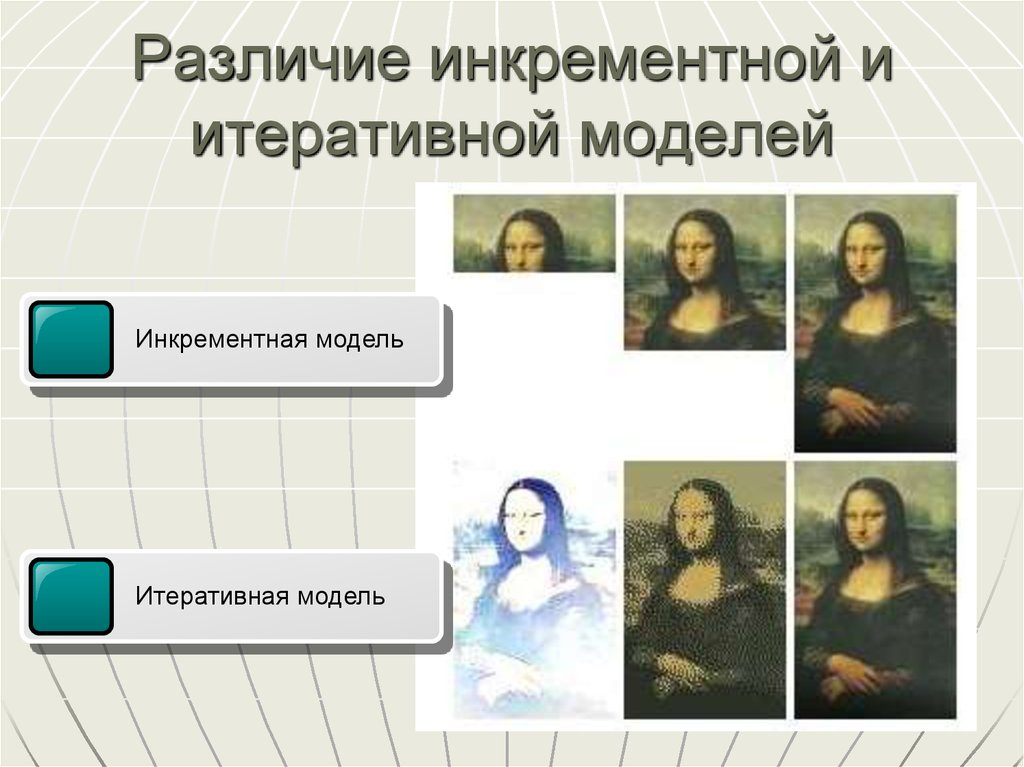 Различие инкрементной и
итеративной моделей
Инкрементная модель
Итеративная модель